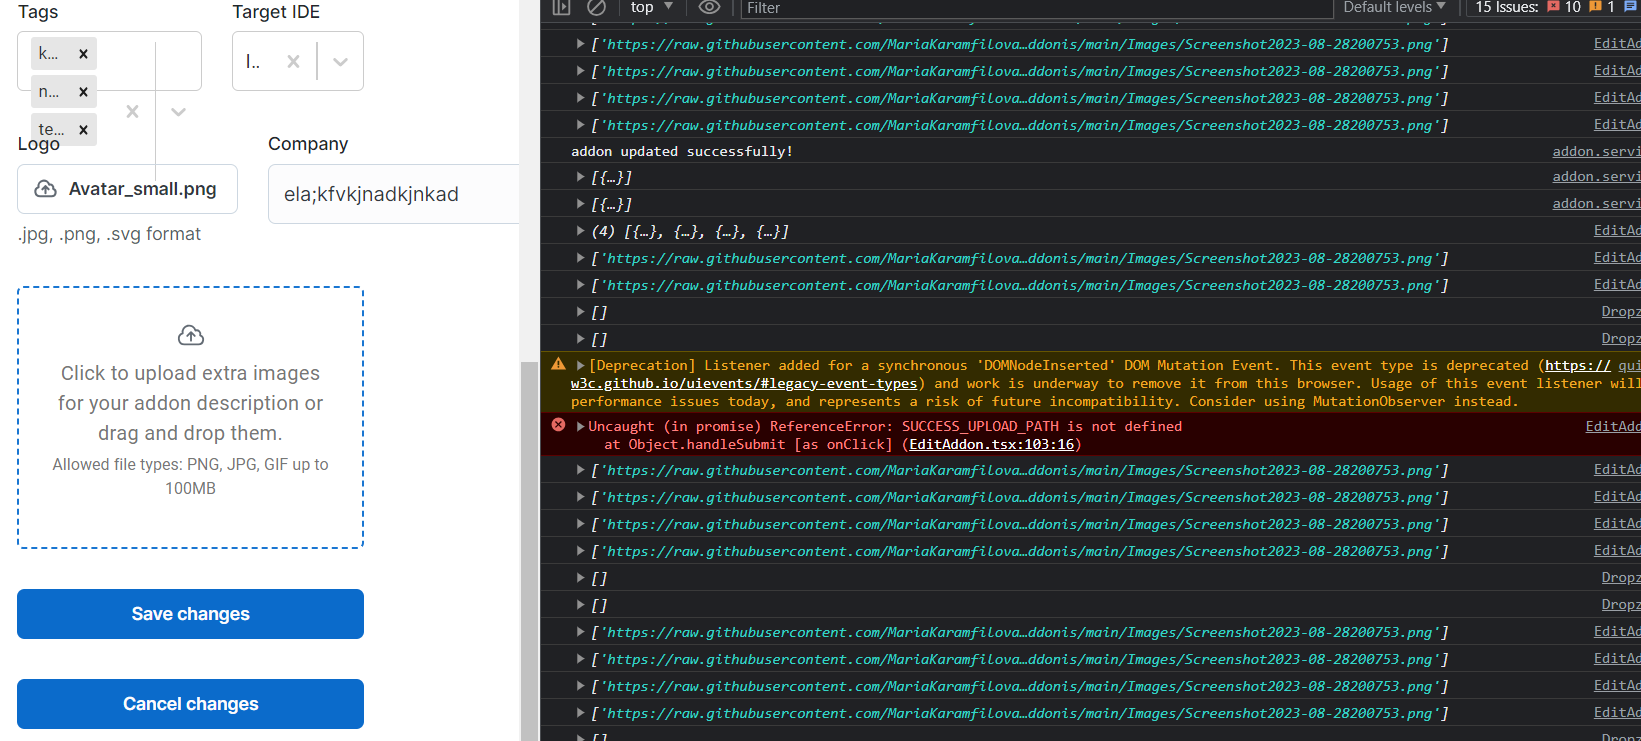 Tags
Target IDE
k...
n...
te...
I..
Logo
Company
Avatar_small.png
ela;kfvkjnadkjnkad
.jpg, .png, .svg format
Click to upload extra images
for your addon description or
drag and drop them.
Allowed file types: PNG, JPG, GIF up to
100MB
Save changes
Cancel changes
top
Filter
Default levels
15 Issues: 10 1
['https://raw.githubusercontent.com/MariaKaramfilova…ddonis/main/Images/Screenshot2023-08-28200753.png'] EditAd
['https://raw.githubusercontent.com/MariaKaramfilova…ddonis/main/Images/Screenshot2023-08-28200753.png'] EditAd
['https://raw.githubusercontent.com/MariaKaramfilova…ddonis/main/Images/Screenshot2023-08-28200753.png'] EditAd
['https://raw.githubusercontent.com/MariaKaramfilova…ddonis/main/Images/Screenshot2023-08-28200753.png'] EditAd
addon updated successfully! addon.servi
[{…}] addon.servi
[{…}] addon.servi
(4) [{…}, {…}, {…}, {…}] EditAd
['https://raw.githubusercontent.com/MariaKaramfilova…ddonis/main/Images/Screenshot2023-08-28200753.png'] EditAd
['https://raw.githubusercontent.com/MariaKaramfilova…ddonis/main/Images/Screenshot2023-08-28200753.png'] EditAd
[] Dropz
[] Dropz
[Deprecation] Listener added for a synchronous 'DOMNodeInserted' DOM Mutation Event. This event type is deprecated (https:// qui
w3c.github.io/uievents/#legacy-event-types) and work is underway to remove it from this browser. Usage of this event listener will
performance issues today, and represents a risk of future incompatibility. Consider using MutationObserver instead.
Uncaught (in promise) ReferenceError: SUCCESS_UPLOAD_PATH is not defined EditAdd
at Object.handleSubmit [as onClick] (EditAddon.tsx:103:16)
['https://raw.githubusercontent.com/MariaKaramfilova…ddonis/main/Images/Screenshot2023-08-28200753.png'] EditAd
['https://raw.githubusercontent.com/MariaKaramfilova…ddonis/main/Images/Screenshot2023-08-28200753.png'] EditAd
['https://raw.githubusercontent.com/MariaKaramfilova…ddonis/main/Images/Screenshot2023-08-28200753.png'] EditAd
['https://raw.githubusercontent.com/MariaKaramfilova…ddonis/main/Images/Screenshot2023-08-28200753.png'] EditAd
[] Dropz
[] Dropz
['https://raw.githubusercontent.com/MariaKaramfilova…ddonis/main/Images/Screenshot2023-08-28200753.png'] EditAd
['https://raw.githubusercontent.com/MariaKaramfilova…ddonis/main/Images/Screenshot2023-08-28200753.png'] EditAd
['https://raw.githubusercontent.com/MariaKaramfilova…ddonis/main/Images/Screenshot2023-08-28200753.png'] EditAd
['https://raw.githubusercontent.com/MariaKaramfilova…ddonis/main/Images/Screenshot2023-08-28200753.png'] EditAd
[] Dropz